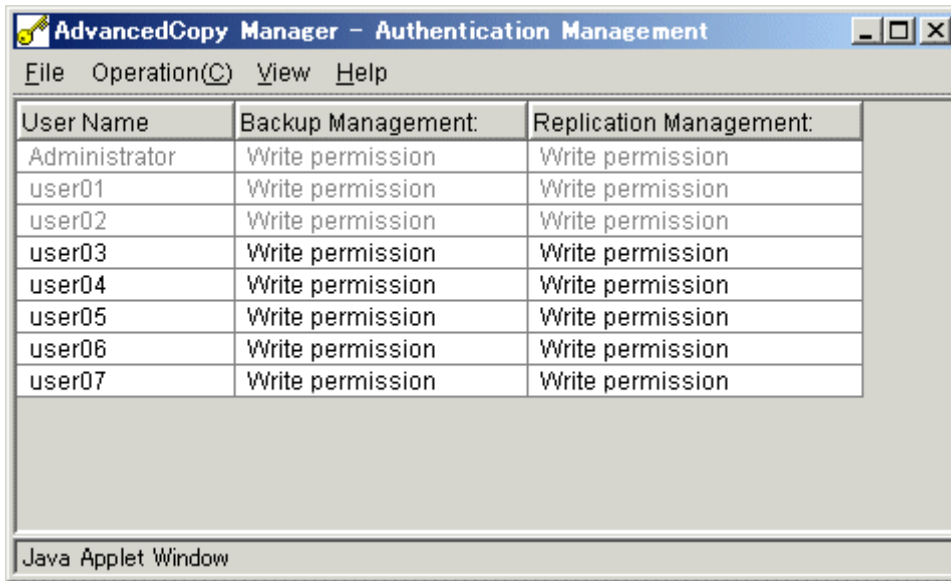 AdvancedCopy Manager - Authentication Management
File Operation(C) View Help
User Name Backup Management: Replication Management:
Administrator Write permission Write permission
user01 Write permission Write permission
user02 Write permission Write permission
user03 Write permission Write permission
user04 Write permission Write permission
user05 Write permission Write permission
user06 Write permission Write permission
user07 Write permission Write permission
Java Applet Window